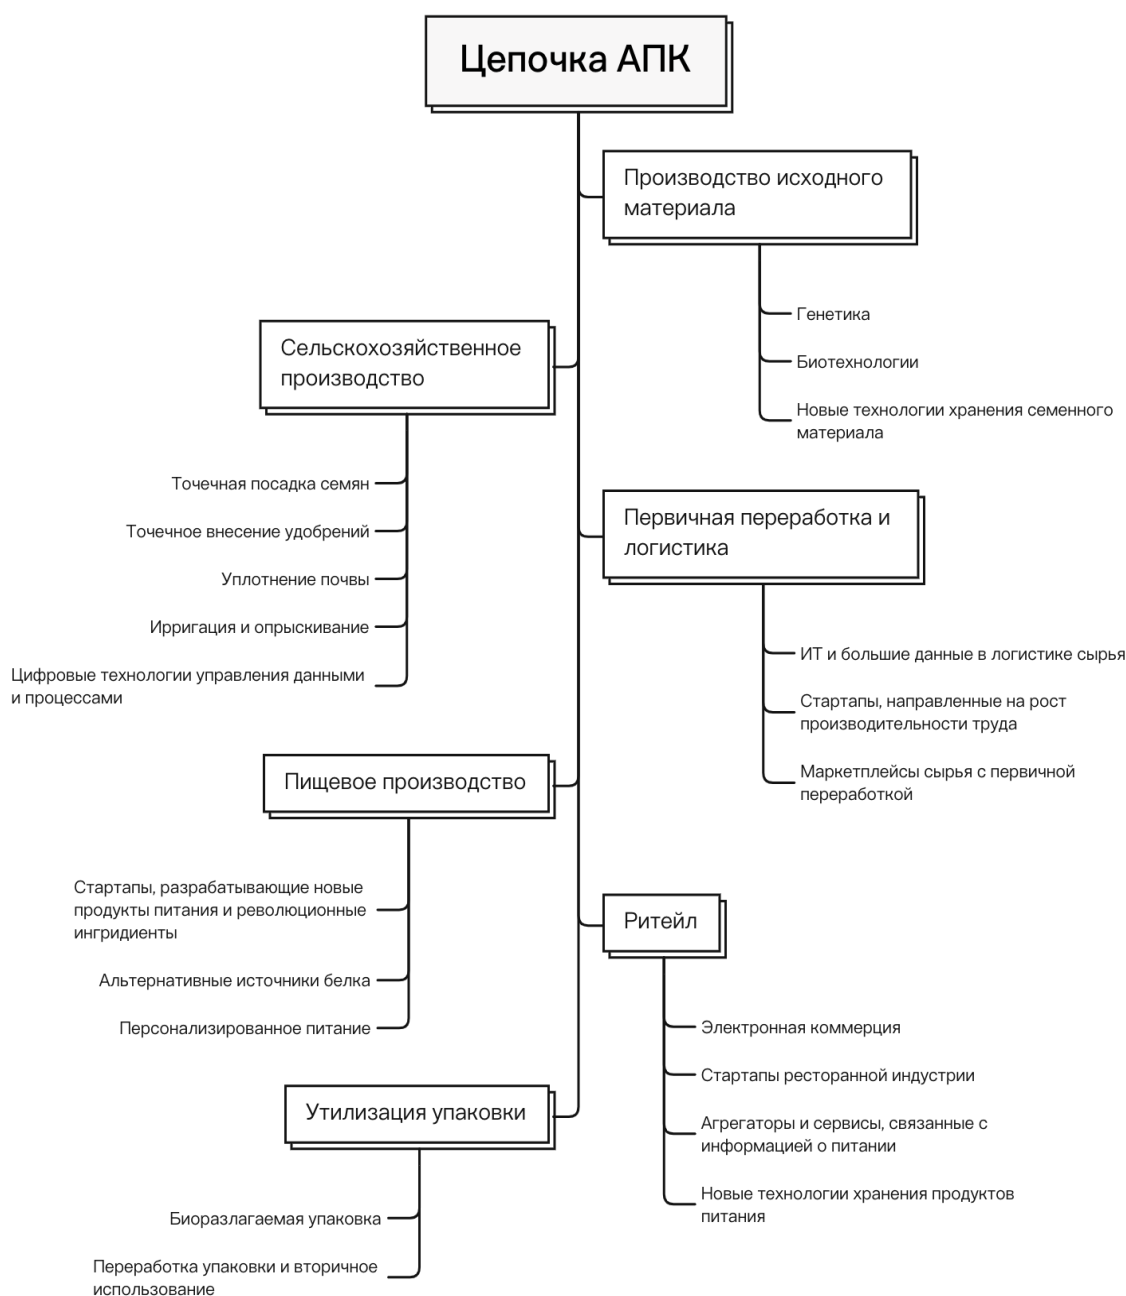 Цепочка АПК
Производство исходного
материала
Генетика
Биотехнологии
Новые технологии хранения семенного
материала
Сельскохозяйственное
производство
Точечная посадка семян
Точечное внесение удобрений
Уплотнение почвы
Ирригация и опрыскивание
Цифровые технологии управления данными
и процессами
Первичная переработка и
логистика
ИТ и большие данные в логистике сырья
Стартапы, направленные на рост
производительности труда
Маркетплейсы сырья с первичной
переработкой
Пищевое производство
Стартапы, разрабатывающие новые
продукты питания и революционные
ингридиенты
Альтернативные источники белка
Персонализированное питание
Ритейл
Электронная коммерция
Стартапы ресторанной индустрии
Агрегаторы и сервисы, связанные с
информацией о питании
Новые технологии хранения продуктов
питания
Утилизация упаковки
Биоразлагаемая упаковка
Переработка упаковки и вторичное
использование